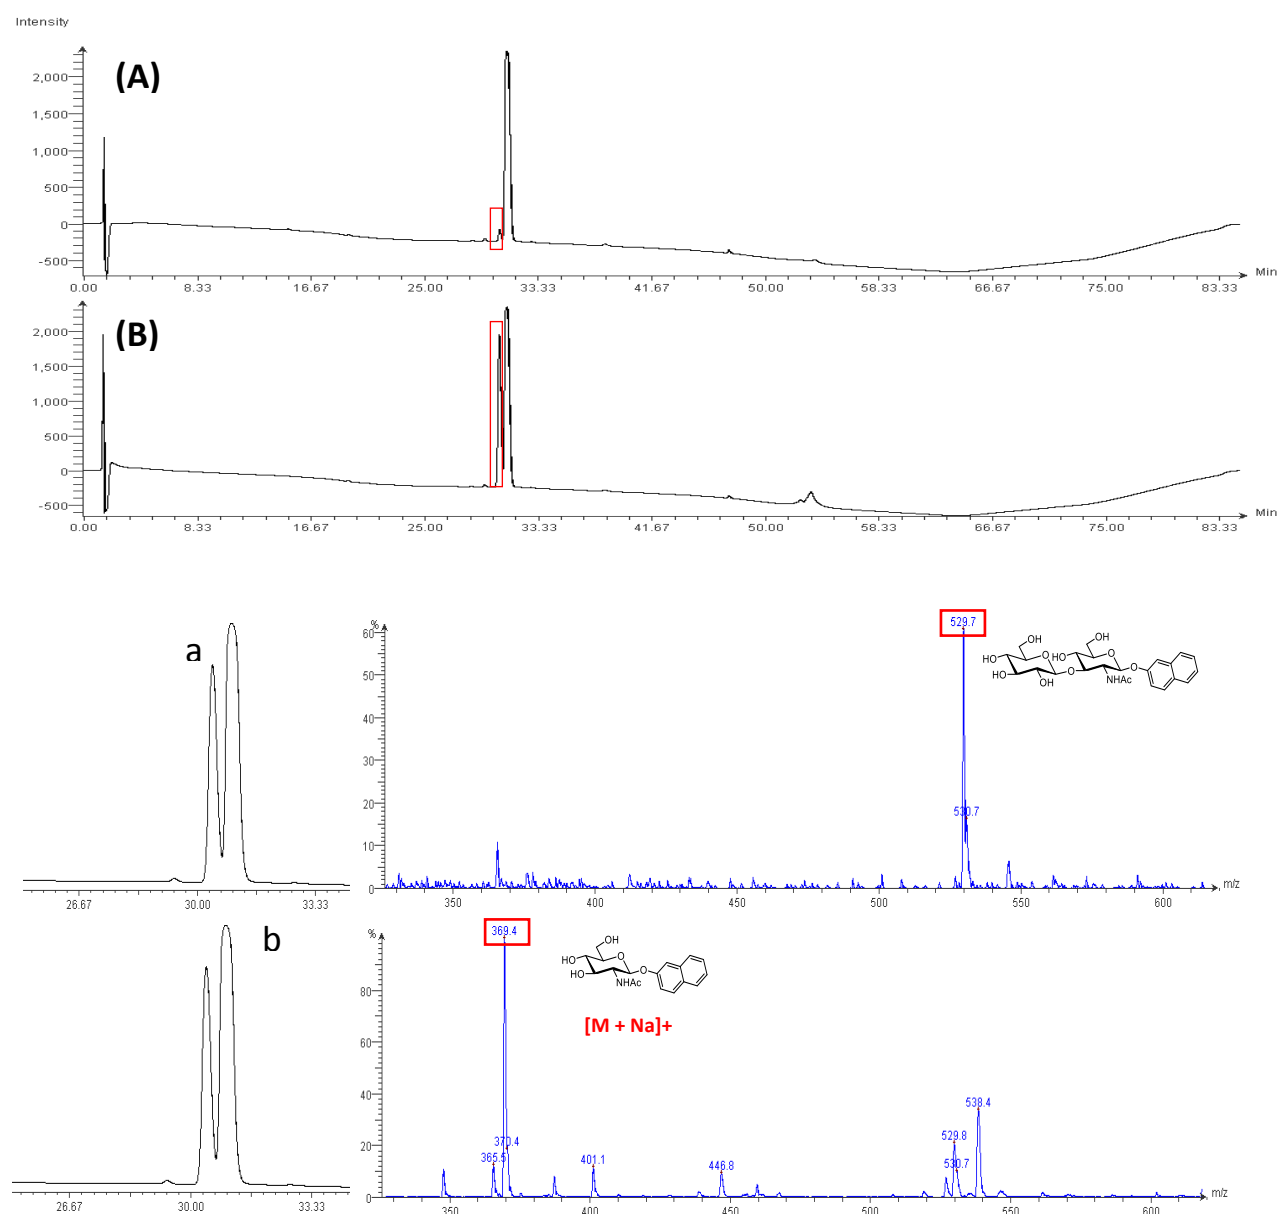 Intensity
(A)
2,000
1,500
1,000
500
0
-500
Min
0.00 8.33 16.67 25.00 33.33 41.67 50.00 58.33 66.67 75.00 83.33
(B)
2,000
1,500
1,000
500
0
-500
Min
0.00 8.33 16.67 25.00 33.33 41.67 50.00 58.33 66.67 75.00 83.33
a
26.67 30.00 33.33
%
60
50
40
30
20
10
0
529.7
530.7
OH
O
HO
HO
OH
O
OH
HO
O
NHAc
O
350 400 450 500 550 600
m/z
b
26.67 30.00 33.33
%
80
60
40
20
0
369.4
370.4
365.5
401.1
446.8
529.8
530.7
538.4
OH
HO
HO
O
NHAc
O
[M + Na]+
350 400 450 500 550 600
m/z